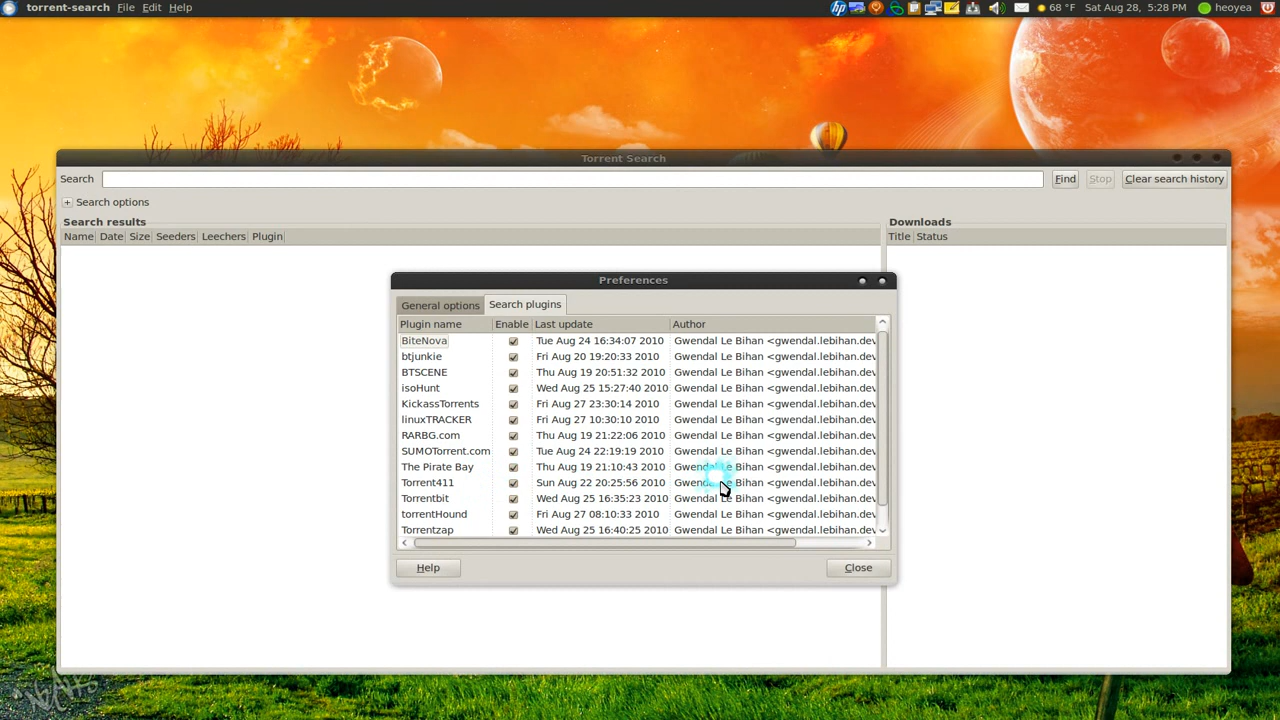 torrent-search File Edit Help
hp
68 °F Sat Aug 28, 5:28 PM heoyea
Torrent Search
Search Find Stop Clear search history
+ Search options
Search results
Downloads
Name Date Size Seeders Leechers Plugin
Title Status
Preferences
General options Search plugins
Plugin name Enable Last update Author
BiteNova Tue Aug 24 16:34:07 2010 Gwendal Le Bihan <gwendal.lebihan.dev
btjunkie Fri Aug 20 19:20:33 2010 Gwendal Le Bihan <gwendal.lebihan.dev
BTSCENE Thu Aug 19 20:51:32 2010 Gwendal Le Bihan <gwendal.lebihan.dev
isoHunt Wed Aug 25 15:27:40 2010 Gwendal Le Bihan <gwendal.lebihan.dev
KickassTorrents Fri Aug 27 23:30:14 2010 Gwendal Le Bihan <gwendal.lebihan.dev
linuxTRACKER Fri Aug 27 10:30:10 2010 Gwendal Le Bihan <gwendal.lebihan.dev
RARBG.com Thu Aug 19 21:22:06 2010 Gwendal Le Bihan <gwendal.lebihan.dev
SUMOTorrent.com Tue Aug 24 22:19:19 2010 Gwendal Le Bihan <gwendal.lebihan.dev
The Pirate Bay Thu Aug 19 21:10:43 2010 Gwendal Le Bihan <gwendal.lebihan.dev
Torrent411 Sun Aug 22 20:25:56 2010 Gwendal Le Bihan <gwendal.lebihan.dev
Torrentbit Wed Aug 25 16:35:23 2010 Gwendal Le Bihan <gwendal.lebihan.dev
torrentHound Fri Aug 27 08:10:33 2010 Gwendal Le Bihan <gwendal.lebihan.dev
Torrentzap Wed Aug 25 16:40:25 2010 Gwendal Le Bihan <gwendal.lebihan.dev
Help Close